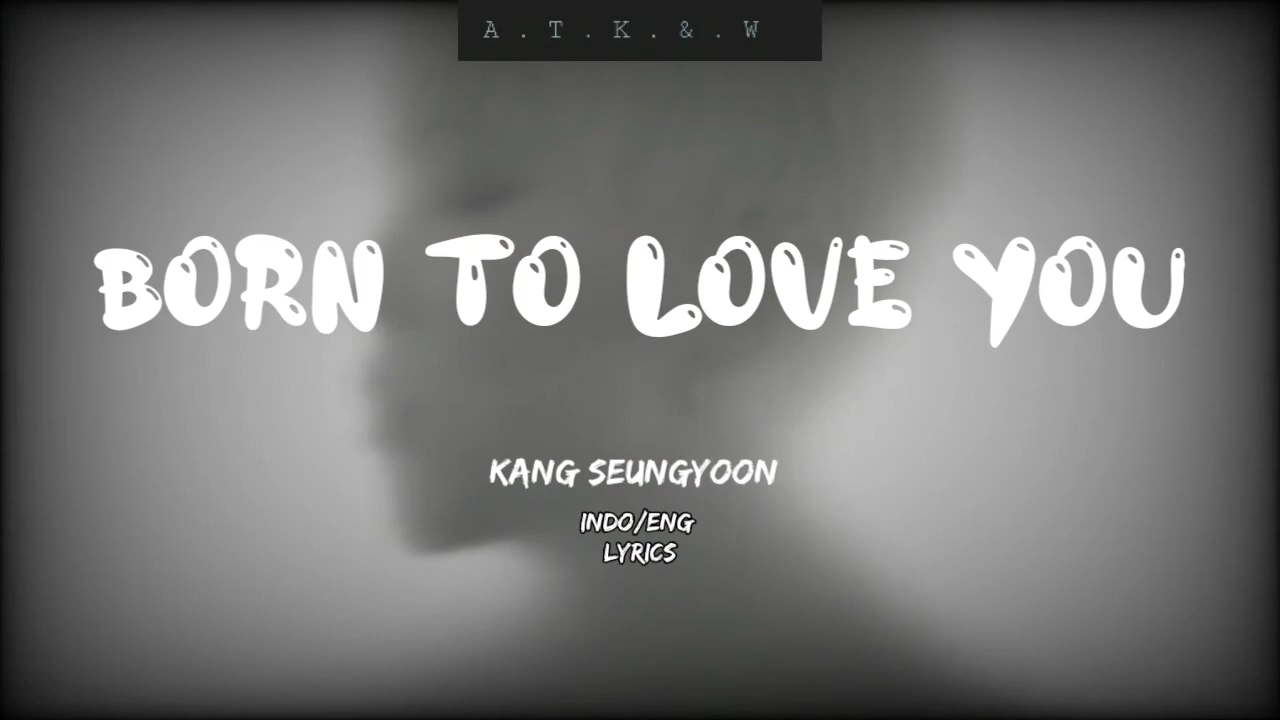 A . T . K . & . W
BORN TO LOVE YOU
KANG SEUNGYOON
INDO/ENG
LYRICS